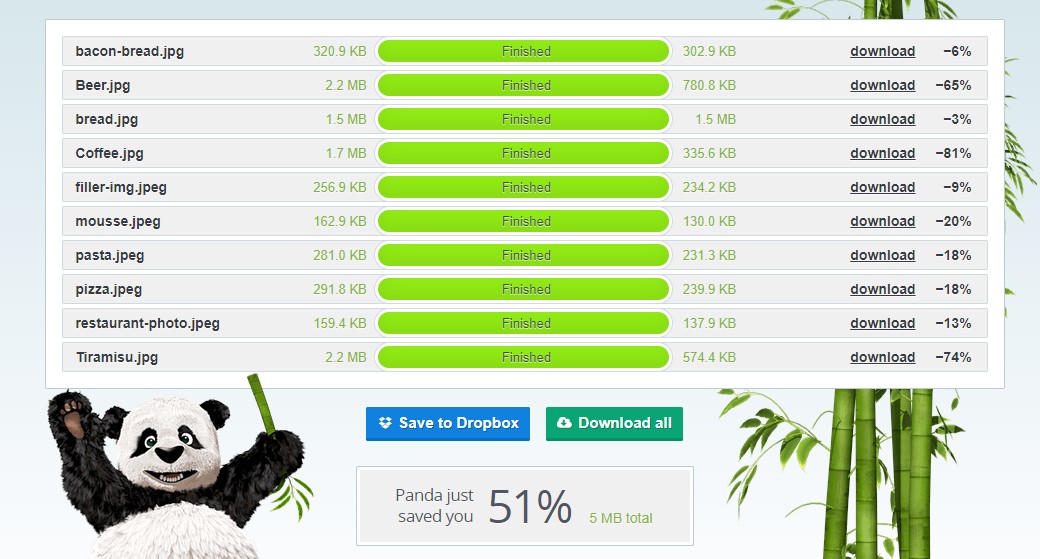 bacon-bread.jpg 320.9 KB Finished 302.9 KB download −6%
Beer.jpg 2.2 MB Finished 780.8 KB download −65%
bread.jpg 1.5 MB Finished 1.5 MB download −3%
Coffee.jpg 1.7 MB Finished 335.6 KB download −81%
filler-img.jpeg 256.9 KB Finished 234.2 KB download −9%
mousse.jpeg 162.9 KB Finished 130.0 KB download −20%
pasta.jpeg 281.0 KB Finished 231.3 KB download −18%
pizza.jpeg 291.8 KB Finished 239.9 KB download −18%
restaurant-photo.jpeg 159.4 KB Finished 137.9 KB download −13%
Tiramisu.jpg 2.2 MB Finished 574.4 KB download −74%
Save to Dropbox Download all
Panda just
saved you 51% 5 MB total